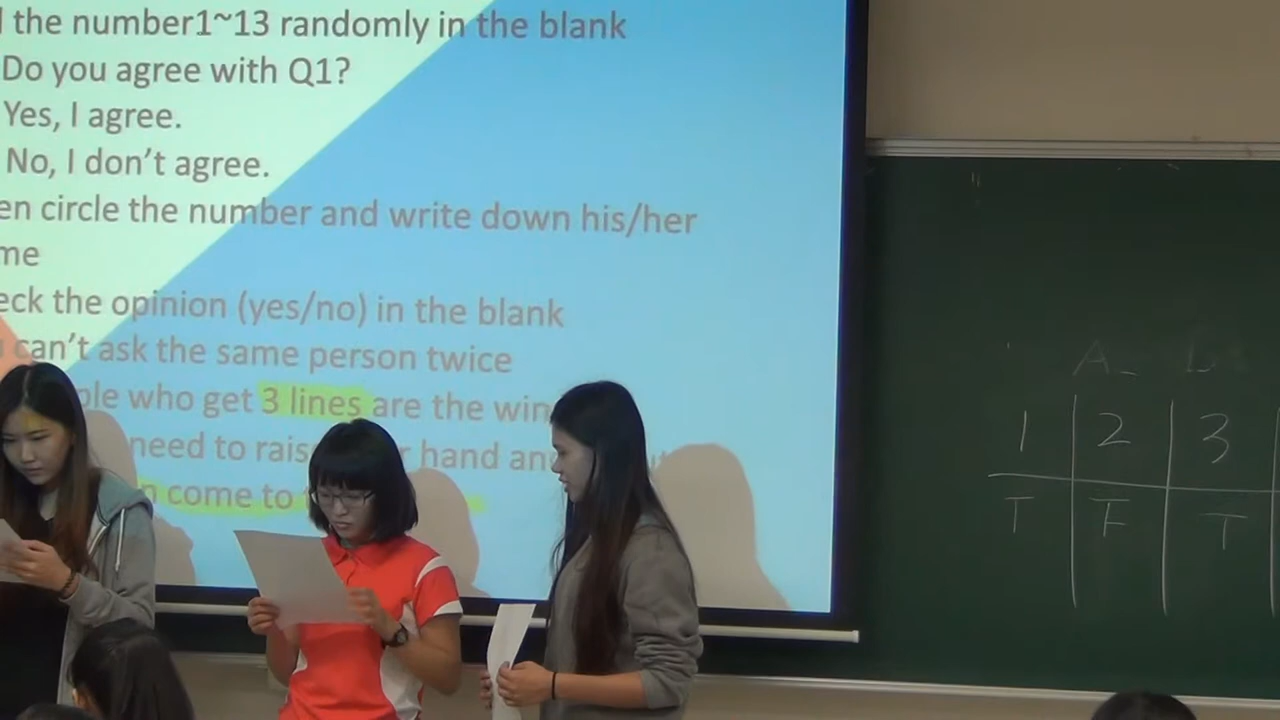 the number1~13 randomly in the blank
Do you agree with Q1?
Yes, I agree.
No, I don't agree.
en circle the number and write down his/her
me
eck the opinion (yes/no) in the blank
can't ask the same person twice
ple who get 3 lines are the win
need to rais hand an
come to
A
1 2 3
T F T